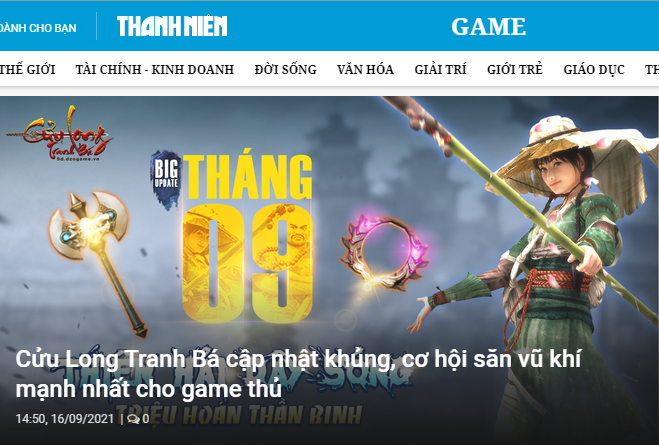 DÀNH CHO BẠN
THANH NIÊN
GAME
THẾ GIỚI TÀI CHÍNH - KINH DOANH ĐỜI SỐNG VĂN HÓA GIẢI TRÍ GIỚI TRẺ GIÁO DỤC
Cửu Long
Tranh Bá
9d.dzogame.vn
BIG
UPDATE
THÁNG
09
Cửu Long Tranh Bá cập nhật khủng, cơ hội săn vũ khí
mạnh nhất cho game thủ
14:50, 16/09/2021 | 0
TRIỆU HOÁN THẦN BINH